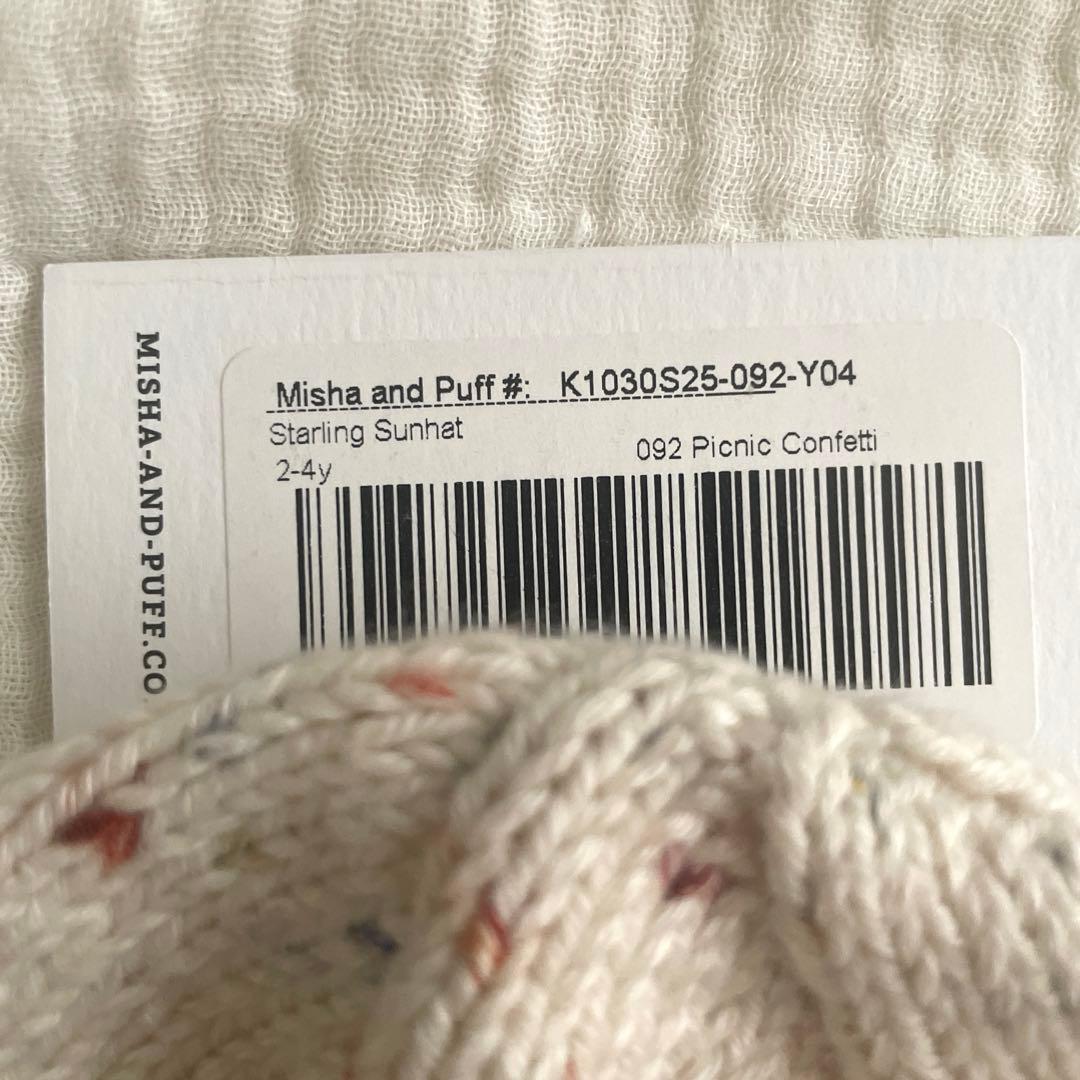 MISHA-AND-PUFF.CO
Misha and Puff #: K1030S25-092-Y04
Starling Sunhat
092 Picnic Confetti
2-4y